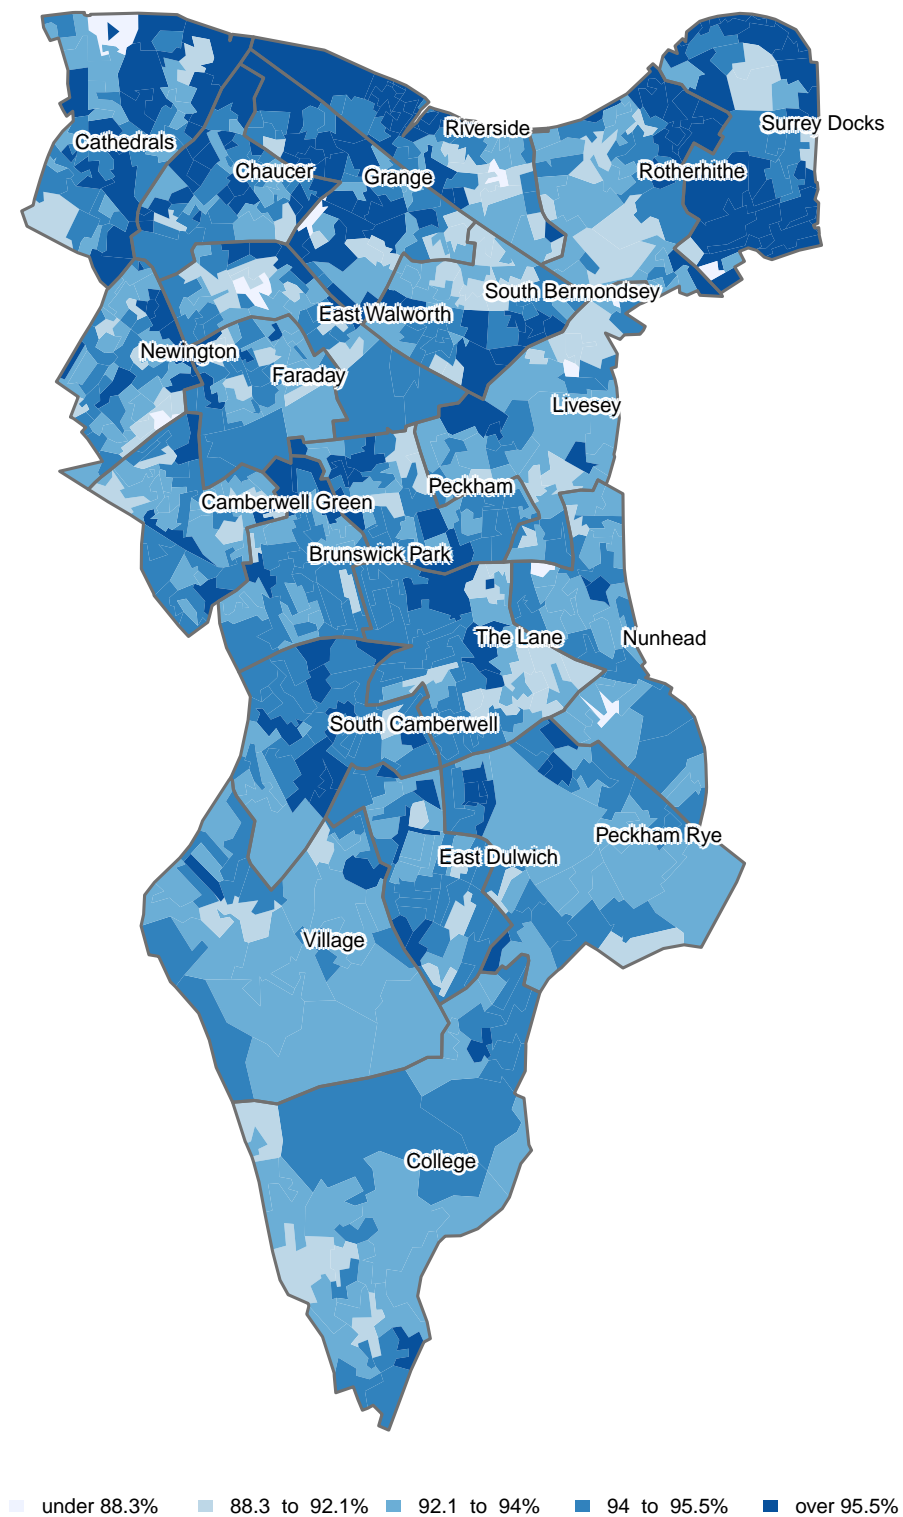 Riverside
Surrey Docks
Cathedrals
Chaucer
Grange
Rotherhithe
South Bermondsey
East Walworth
Newington
Faraday
Livesey
Peckham
Camberwell Green
Brunswick Park
The Lane
Nunhead
South Camberwell
Peckham Rye
East Dulwich
Village
College
under 88.3% 88.3 to 92.1% 92.1 to 94% 94 to 95.5% over 95.5%